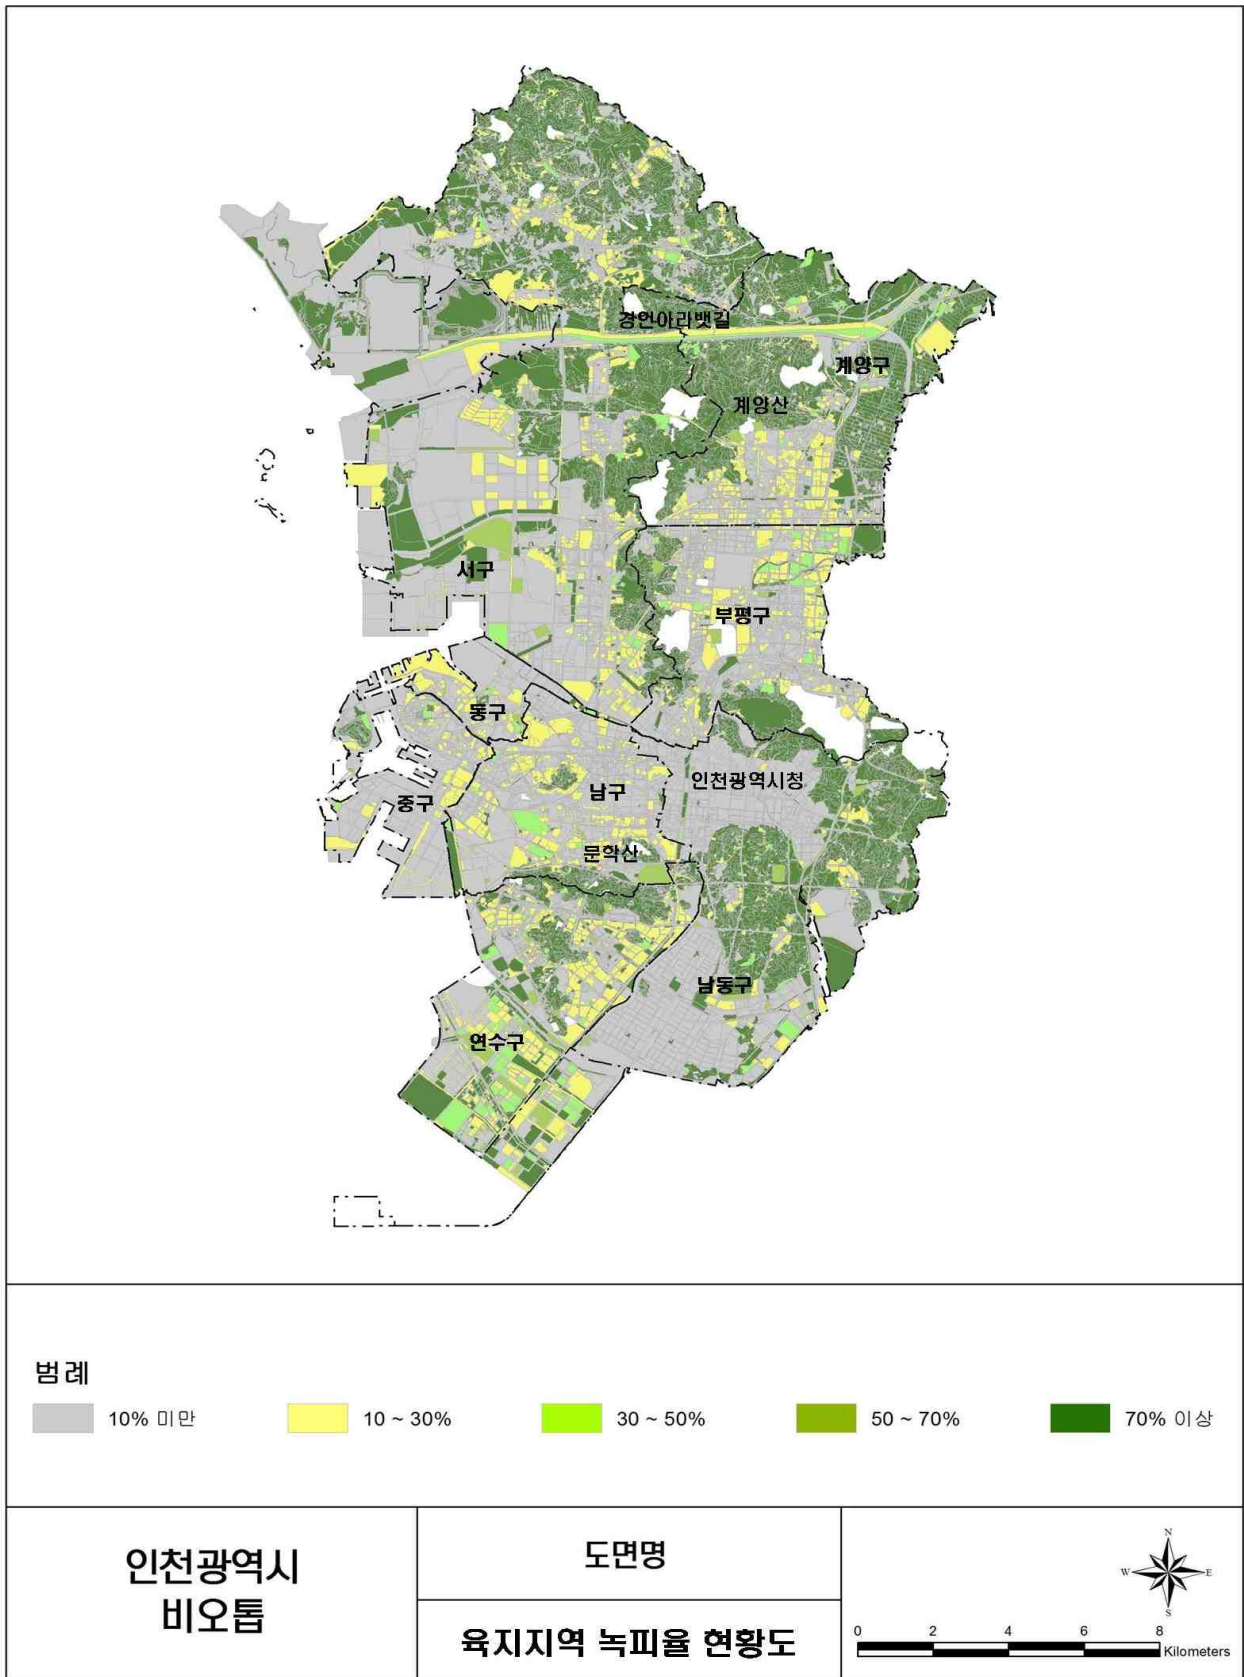 경인아라뱃길
계양구
계양산
서구
부평구
동구
인천광역시청
남구
중구
문학산
남동구
연수구
범례
10% 미만
10 ~ 30%
30 ~ 50%
50 ~ 70%
70% 이상
인천광역시
비오톱
도면명
육지지역 녹피율 현황도
N
W
E
S
0 2 4 6 8
Kilometers